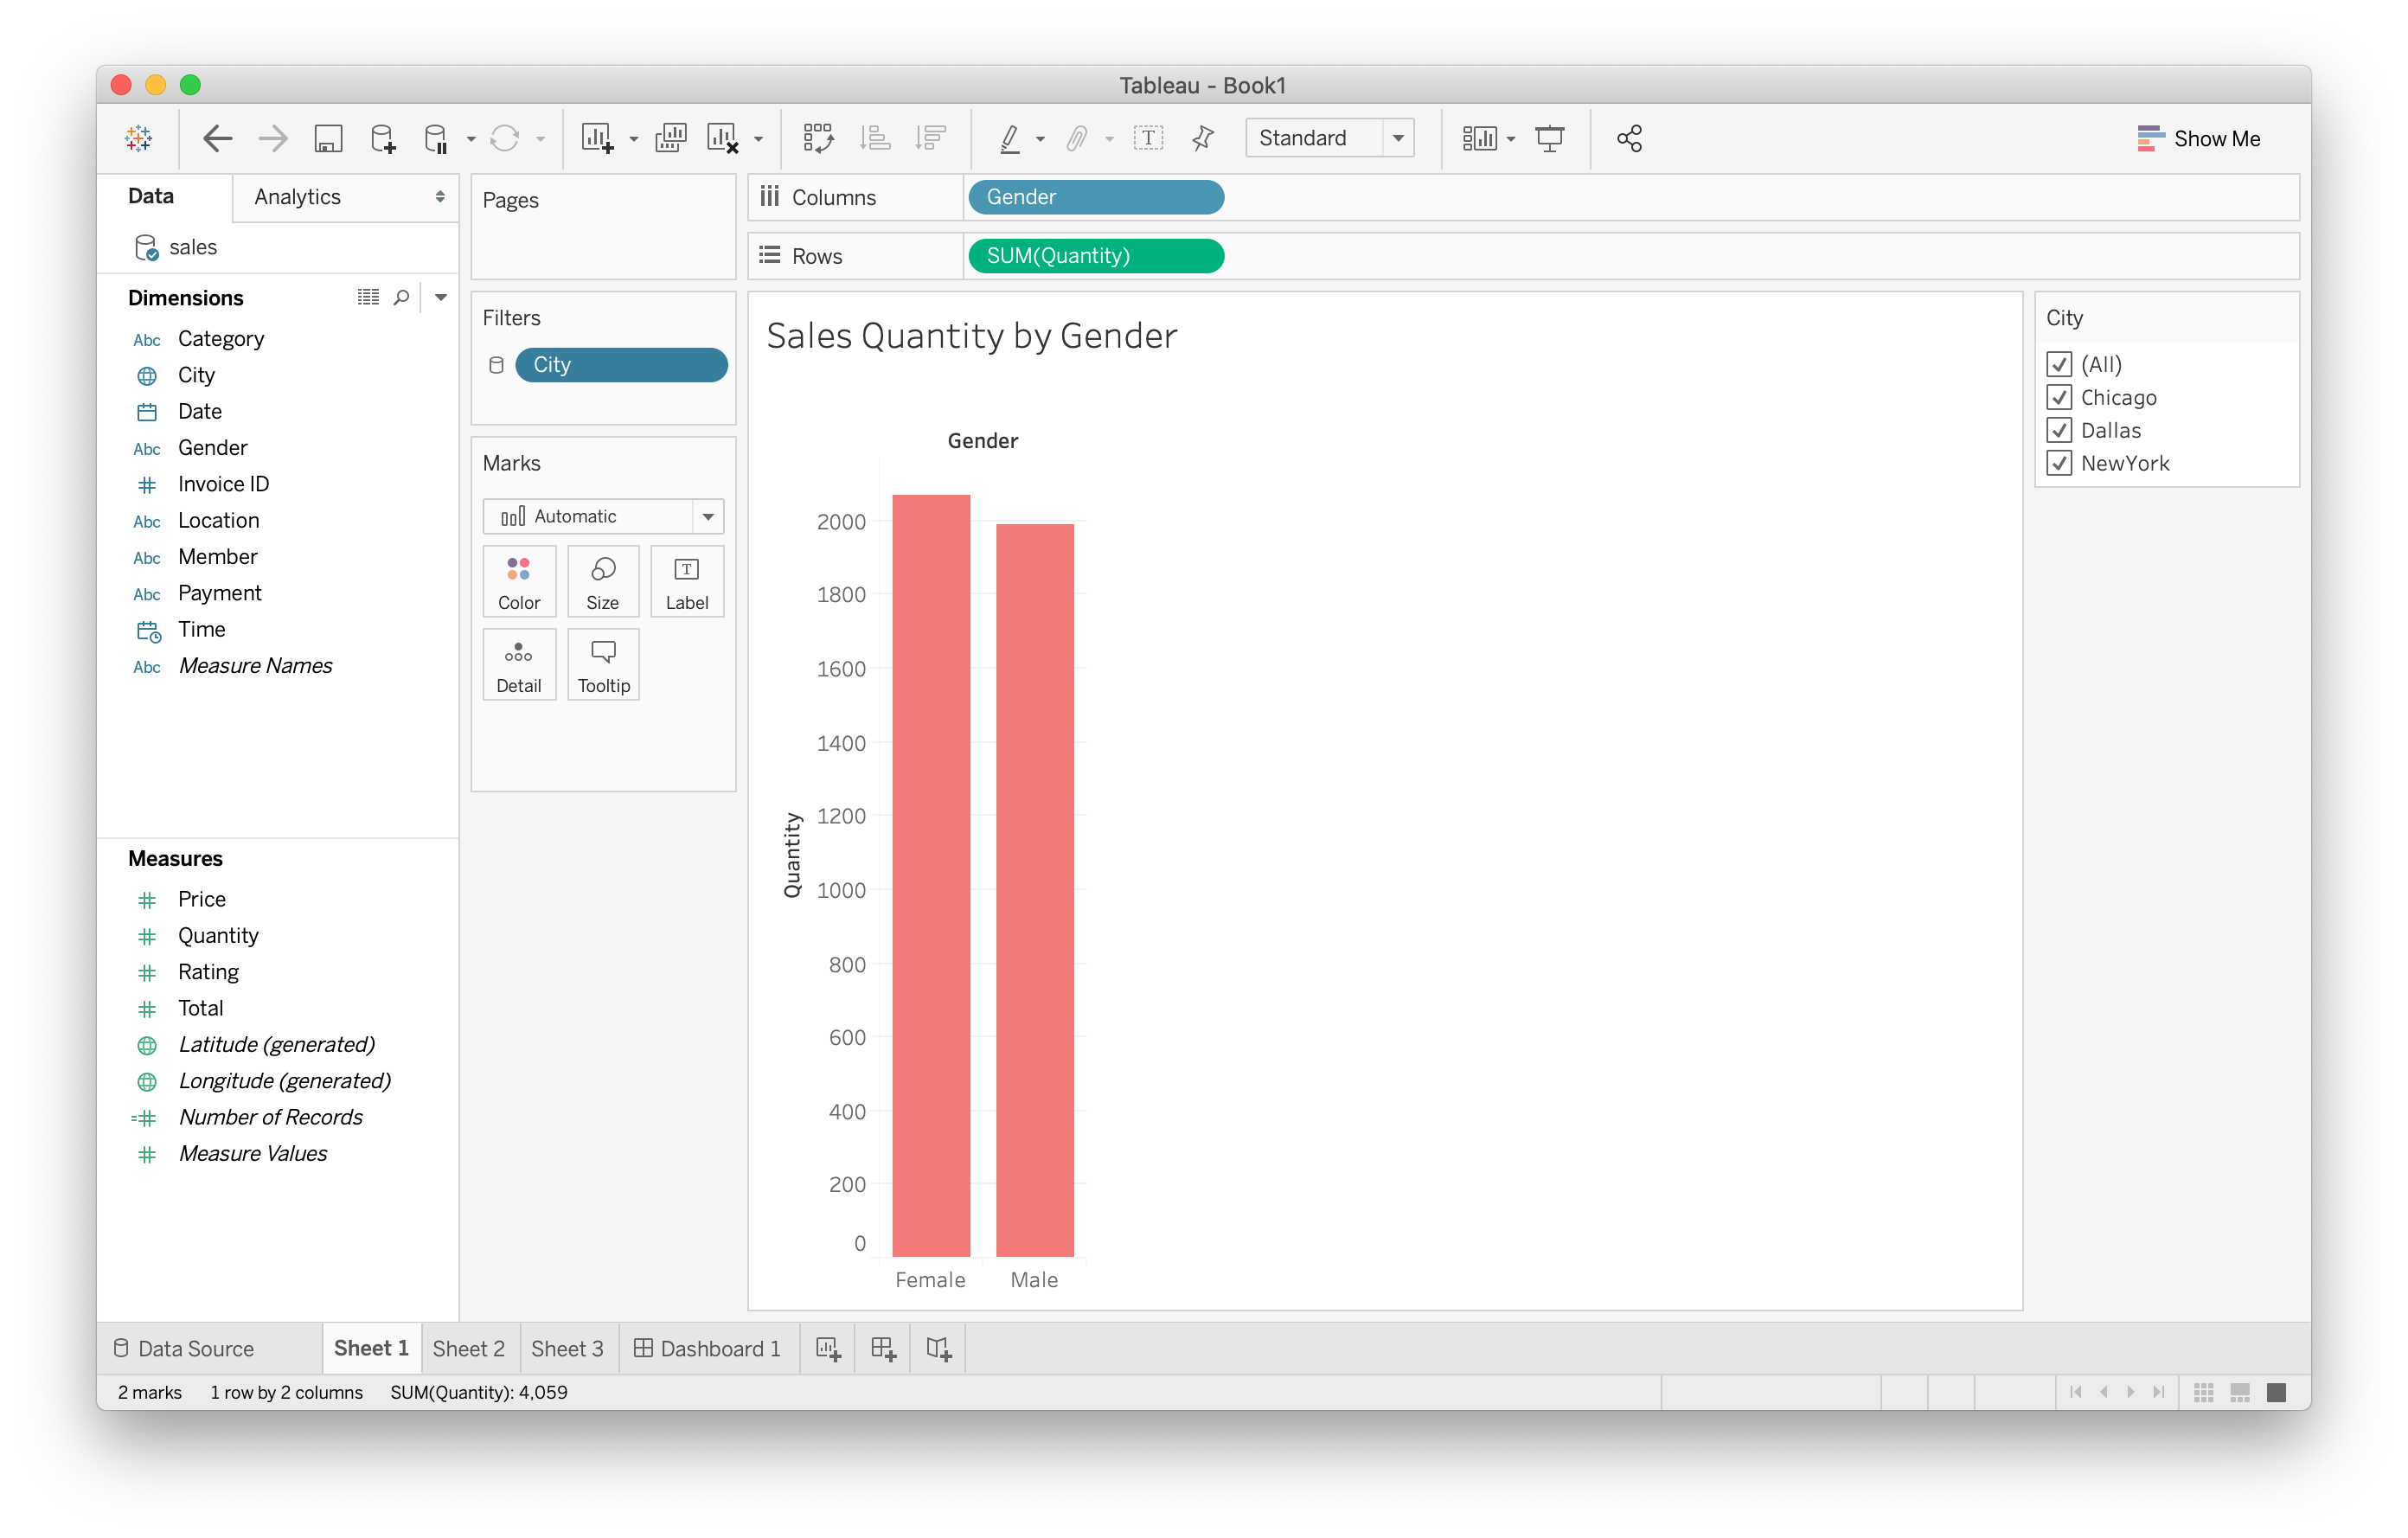 Tableau - Book1
Standard
Show Me
Data
Analytics
sales
Dimensions
Abc Category
City
Date
Abc Gender
Invoice ID
Abc Location
Abc Member
Abc Payment
Time
Abc Measure Names
Measures
Price
Quantity
Rating
Total
Latitude (generated)
Longitude (generated)
=# Number of Records
Measure Values
Pages
Filters
City
Marks
Automatic
Color
Size
T
Label
Detail
Tooltip
Columns
Gender
Rows
SUM(Quantity)
Sales Quantity by Gender
Gender
Quantity
2000
1800
1600
1400
1200
1000
800
600
400
200
0
Female
Male
City
(All)
Chicago
Dallas
NewYork
Data Source
Sheet 1
Sheet 2
Sheet 3
Dashboard 1
2 marks
1 row by 2 columns
SUM(Quantity): 4,059